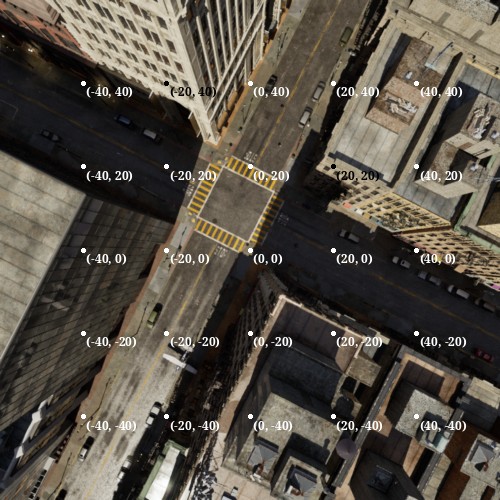 (-40, 40) (-20, 40) (0, 40) (20, 40) (40, 40)
(-40, 20) (-20, 20) (0, 20) (20, 20) (40, 20)
(-40, 0) (-20, 0) (0, 0) (20, 0) (40, 0)
(-40, -20) (-20, -20) (0, -20) (20, -20) (40, -20)
(-40, -40) (-20, -40) (0, -40) (20, -40) (40, -40)